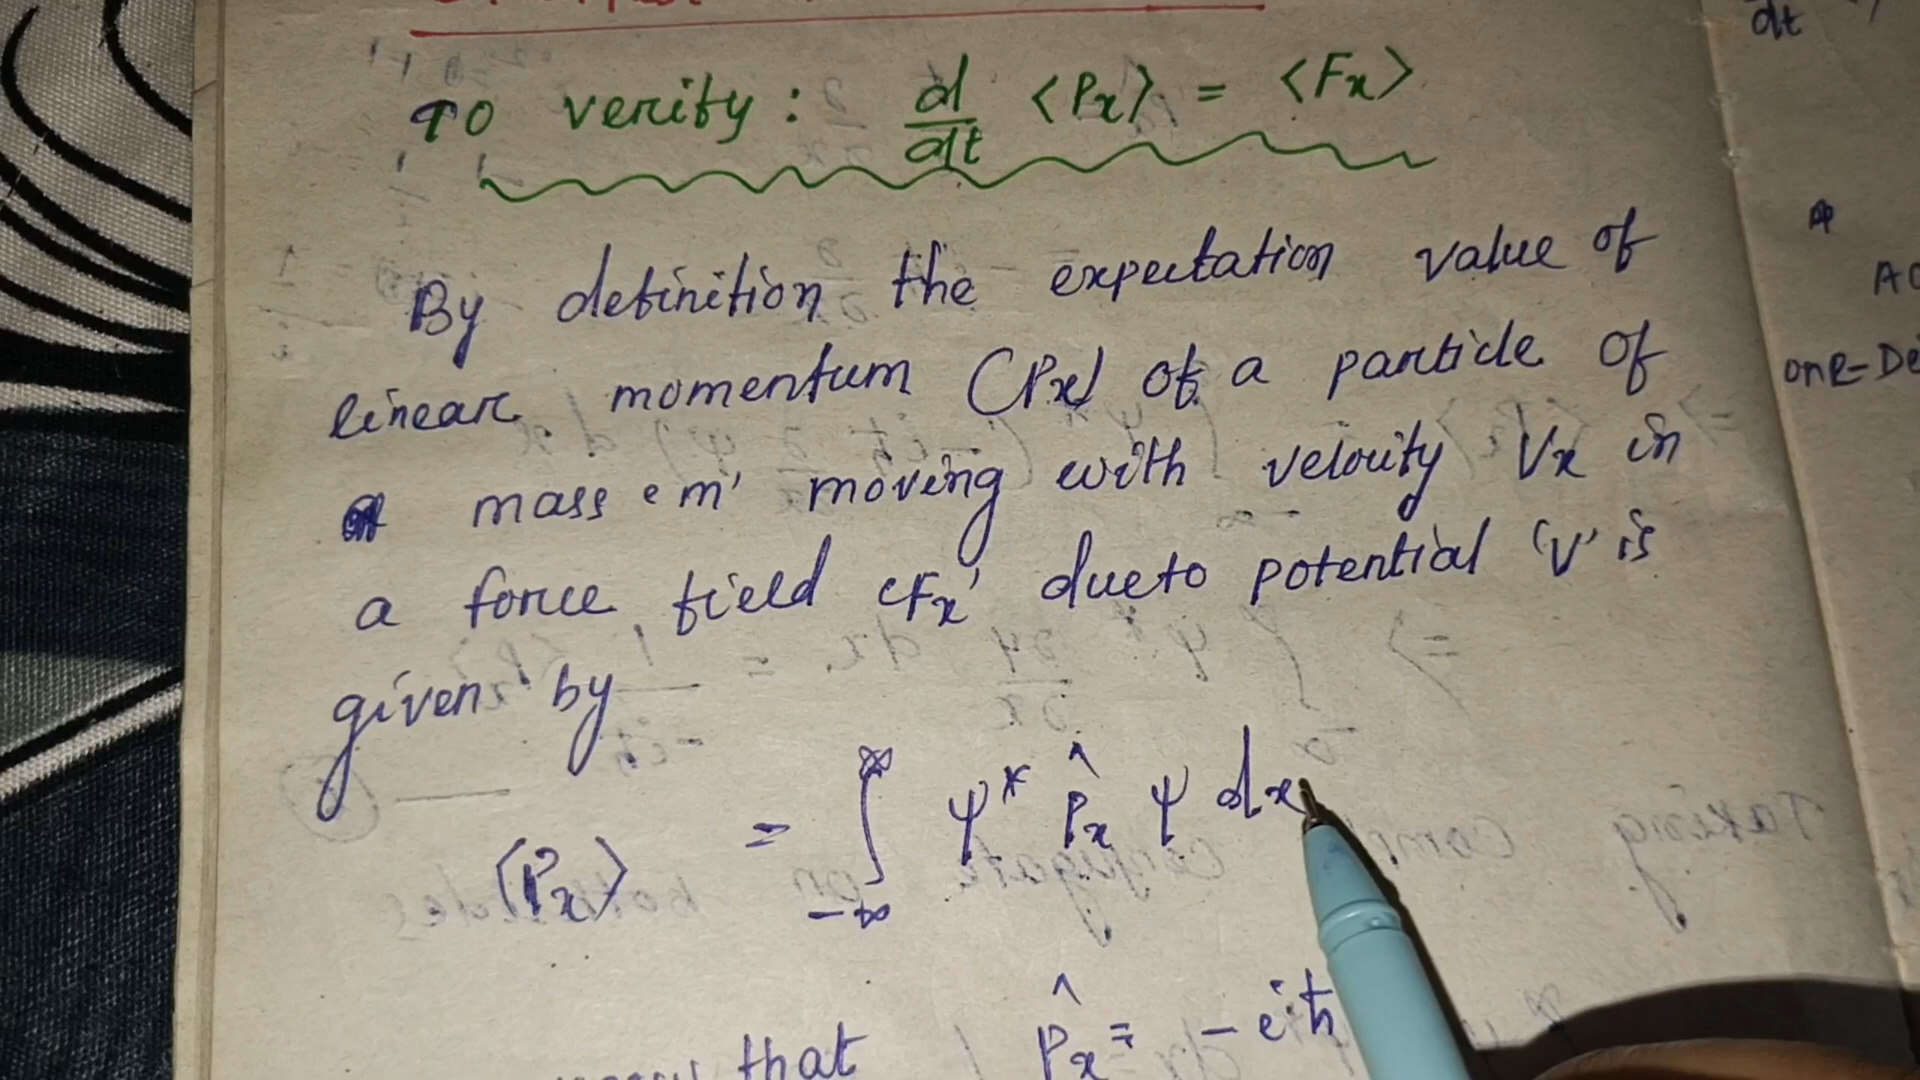 To verify : d/dt <Px> = <Fx>
By definition the expectation value of
linear momentum (Px) of a particle of
mass 'm' moving with velocity Vx in
a force field 'Fx' due to potential 'V' is
given by
<Px> = ∫_{-∞}^{∞} ψ* P̂x ψ dx
that P̂x = -iħ
dt
AC
one-De